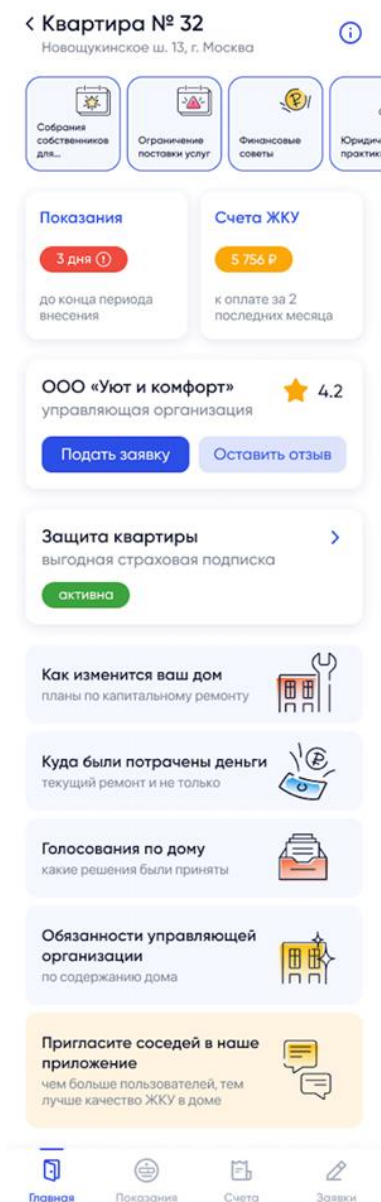 Квартира № 32
Новощукинское ш. 13, г. Москва
Собрания
собственников
для...
Ограничение
поставки услуг
Финансовые
советы
Юридич
практик
Показания
3 дня
до конца периода
внесения
Счета ЖКУ
5 756 ₽
к оплате за 2
последних месяца
ООО «Уют и комфорт»
4.2
управляющая организация
Подать заявку
Оставить отзыв
Защита квартиры
выгодная страховая подписка
активна
Как изменится ваш дом
планы по капитальному ремонту
Куда были потрачены деньги
текущий ремонт и не только
Голосования по дому
какие решения были приняты
Обязанности управляющей
организации
по содержанию дома
Пригласите соседей в наше
приложение
чем больше пользователей, тем
лучше качество ЖКУ в доме
Главная
Показания
Счета
Заявки